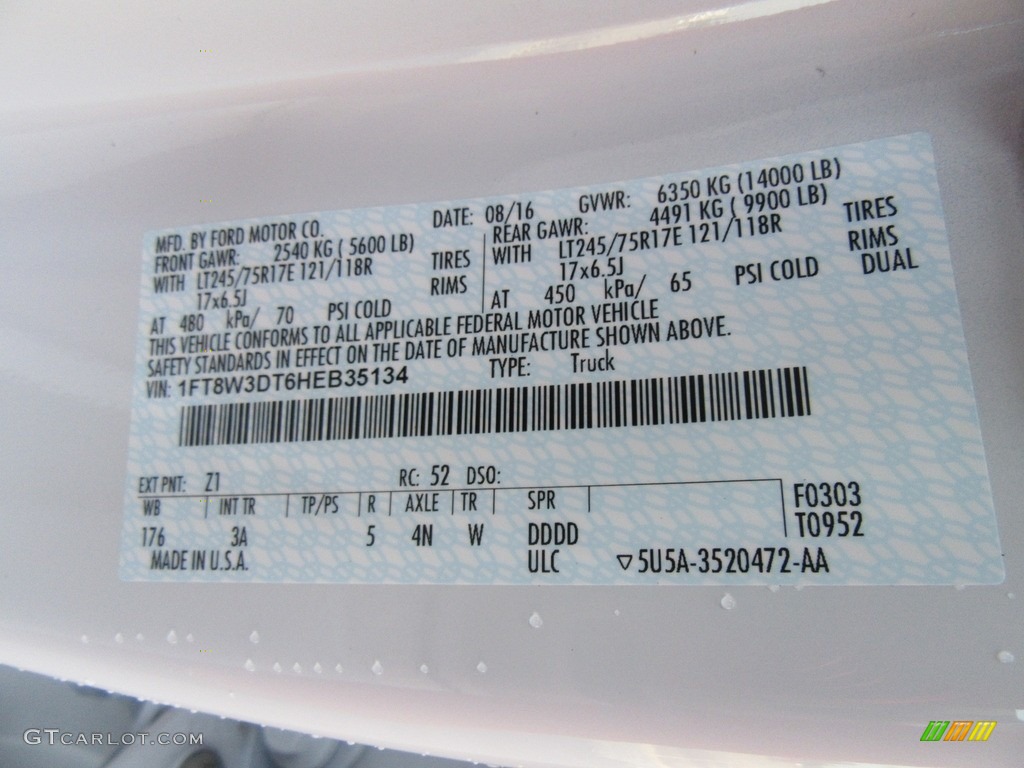 MFD. BY FORD MOTOR CO. DATE: 08/16 GVWR: 6350 KG (14000 LB)
FRONT GAWR: 2540 KG ( 5600 LB) REAR GAWR: 4491 KG ( 9900 LB)
WITH LT245/75R17E 121/118R TIRES WITH LT245/75R17E 121/118R TIRES
17x6.5J RIMS 17x6.5J RIMS
AT 480 kPa/ 70 PSI COLD AT 450 kPa/ 65 PSI COLD DUAL
THIS VEHICLE CONFORMS TO ALL APPLICABLE FEDERAL MOTOR VEHICLE
SAFETY STANDARDS IN EFFECT ON THE DATE OF MANUFACTURE SHOWN ABOVE.
VIN: 1FT8W3DT6HEB35134 TYPE: Truck
EXT PNT: Z1 RC: 52 DSO:
WB INT TR TP/PS R AXLE TR SPR F0303
176 3A 5 4N W DDDD T0952
MADE IN U.S.A. ULC ▽5U5A-3520472-AA
GTCARLOT.COM